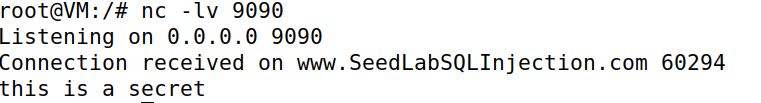 root@VM:/# nc -lv 9090
Listening on 0.0.0.0 9090
Connection received on www.SeedLabSQLInjection.com 60294
this is a secret